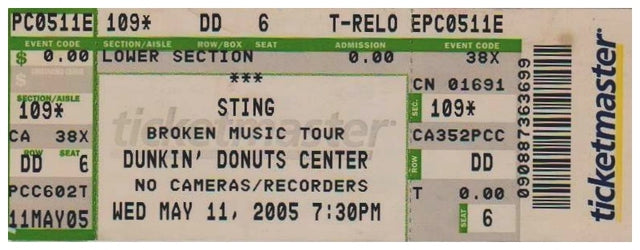 PC0511E 109* DD 6 T-RELO EPC0511E
EVENT CODE SECTION/AISLE ROW/BOX SEAT ADMISSION EVENT CODE
$ 0.00 LOWER SECTION 0.00 38X
***
CN 01691
SECTION/AISLE
109*
STING
SEC. 109*
ticketmaster
CA 38X BROKEN MUSIC TOUR CA352PCC
ROW SEAT
DD 6 DUNKIN' DONUTS CENTER
ROW DD
PCC602T NO CAMERAS/RECORDERS T 0.00
11MAY05 WED MAY 11, 2005 7:30PM SEAT 6
090887363699
ticketmaster